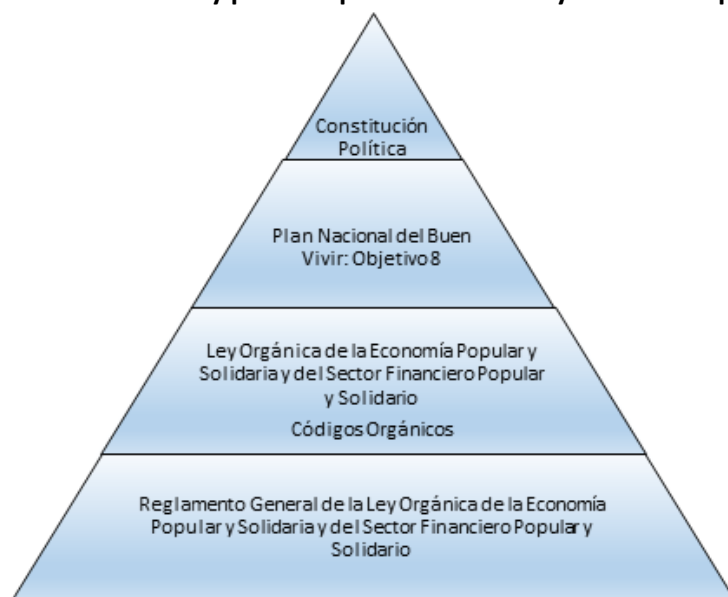 Constitución
Política
Plan Nacional del Buen
Vivir: Objetivo 8
Ley Orgánica de la Economía Popular y
Solidaria y del Sector Financiero Popular
y Solidario
Códigos Orgánicos
Reglamento General de la Ley Orgánica de la Economía
Popular y Solidaria y del Sector Financiero Popular y
Solidario